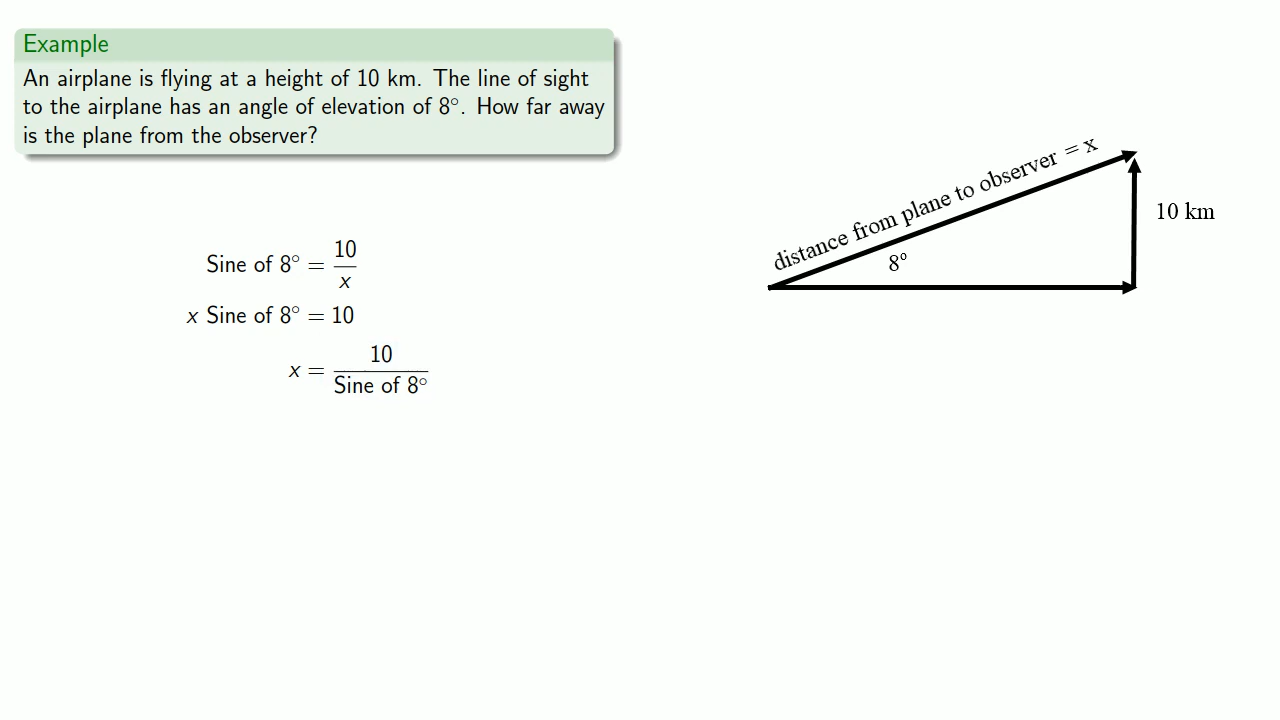 Example
An airplane is flying at a height of 10 km. The line of sight
to the airplane has an angle of elevation of 8°. How far away
is the plane from the observer?
distance from plane to observer = x
10 km
8º
Sine of 8° = 10/x
x Sine of 8° = 10
x = 10/Sine of 8°